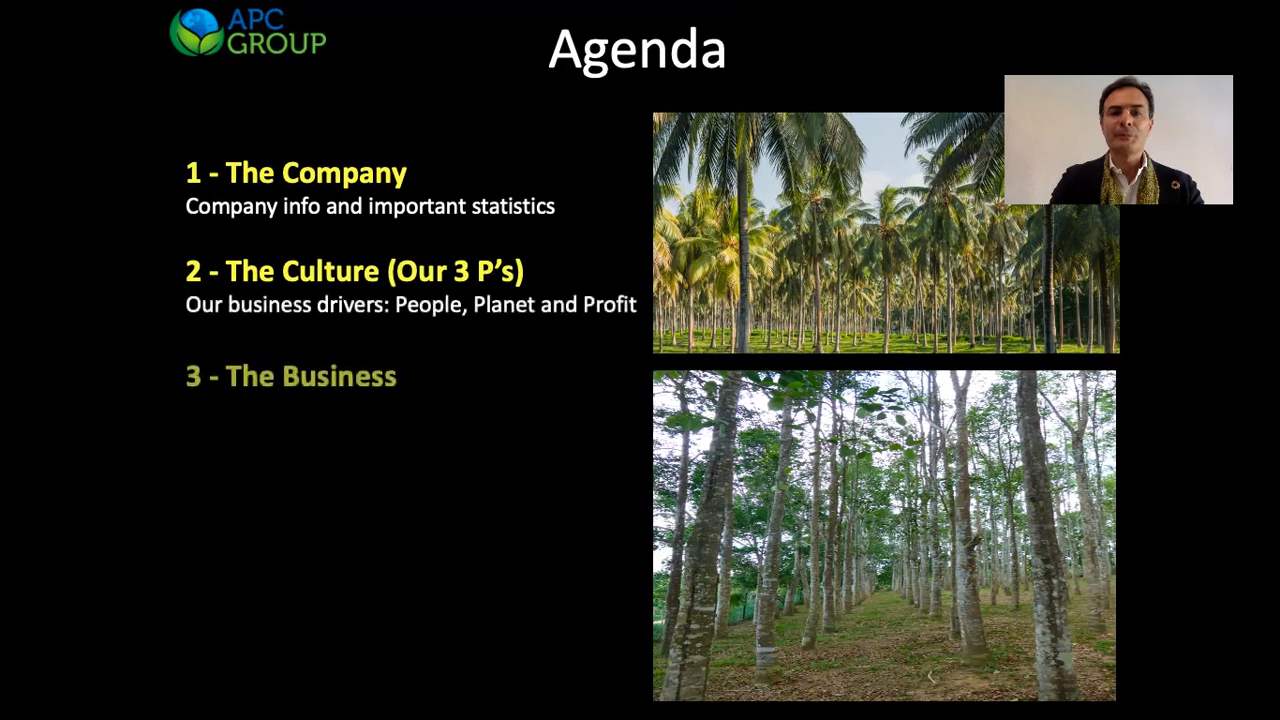 APC
GROUP
Agenda
1 - The Company
Company info and important statistics
2 - The Culture (Our 3 P’s)
Our business drivers: People, Planet and Profit
3 - The Business